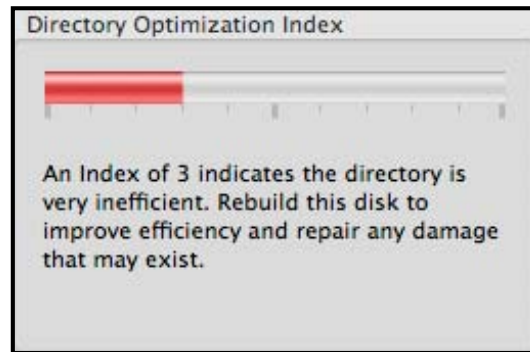 Directory Optimization Index
An Index of 3 indicates the directory is
very inefficient. Rebuild this disk to
improve efficiency and repair any damage
that may exist.